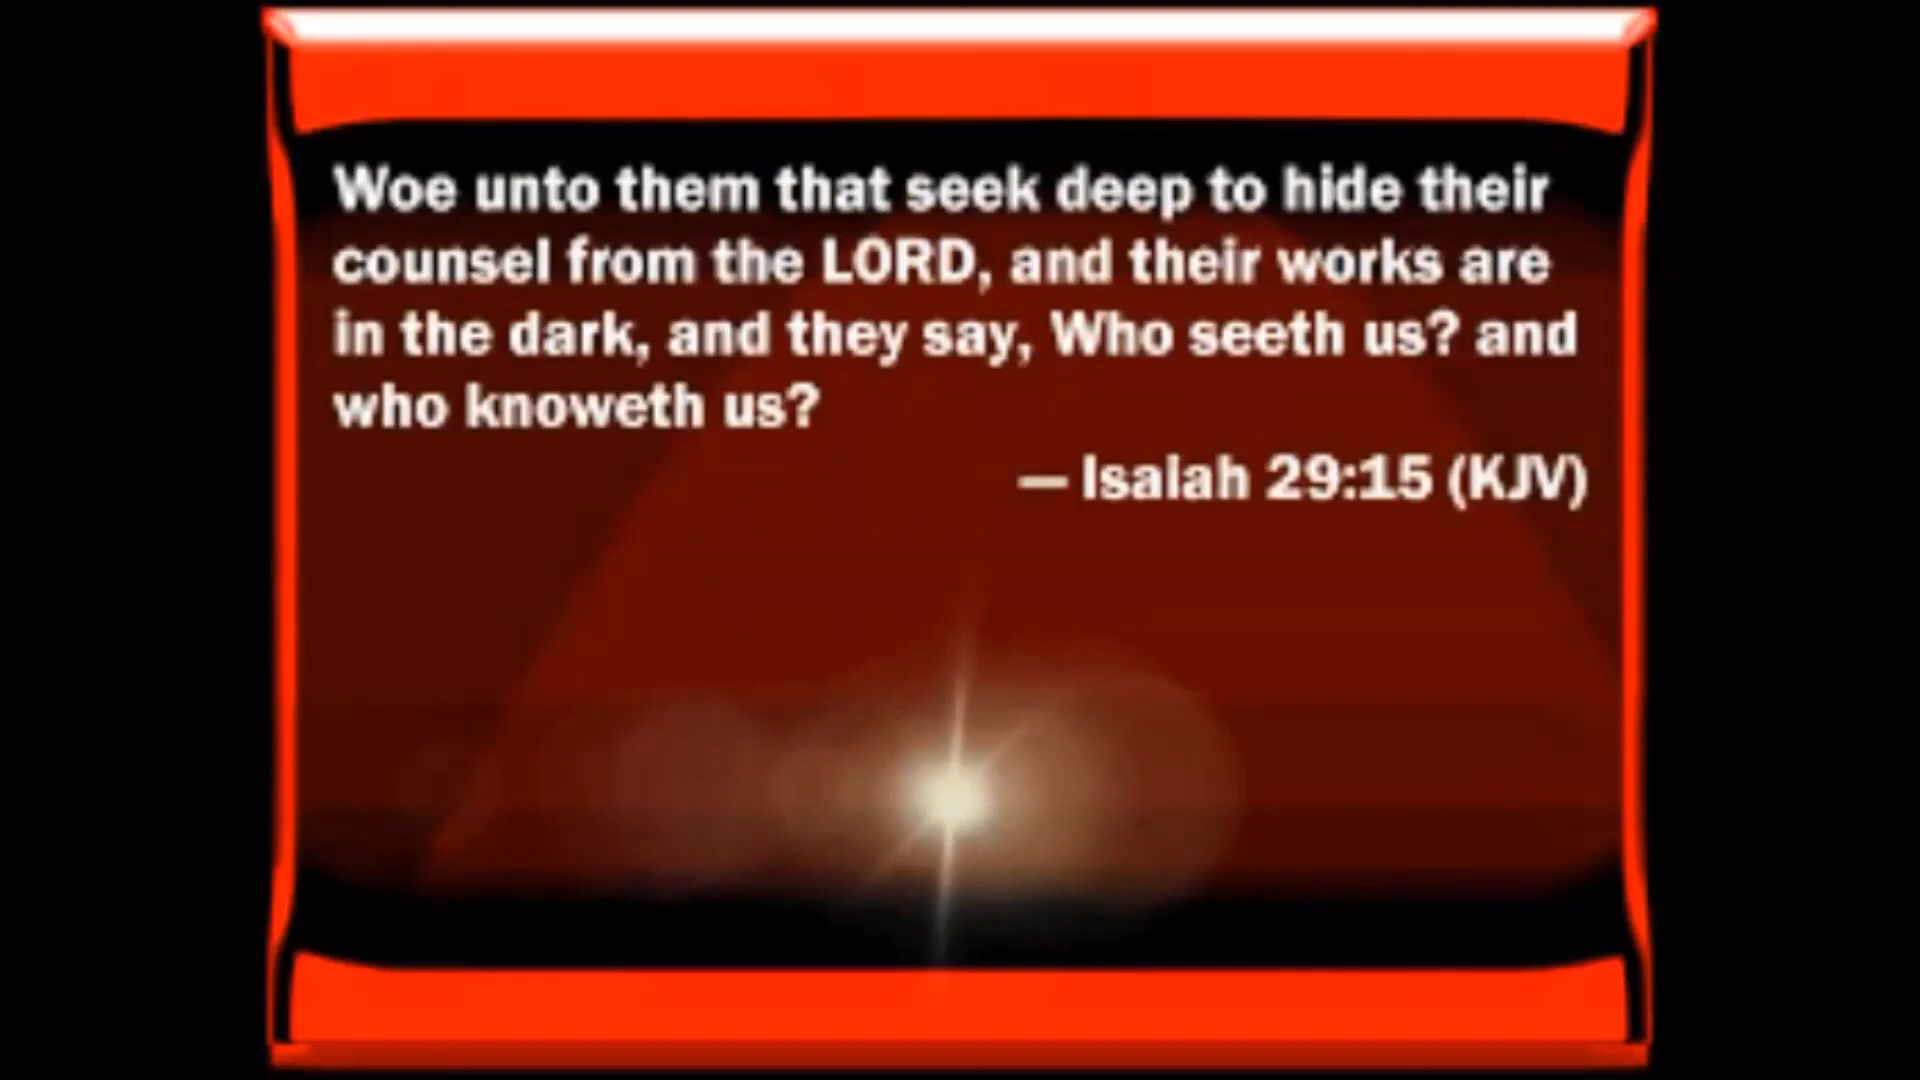 Woe unto them that seek deep to hide their
counsel from the LORD, and their works are
in the dark, and they say, Who seeth us? and
who knoweth us?
— Isaiah 29:15 (KJV)